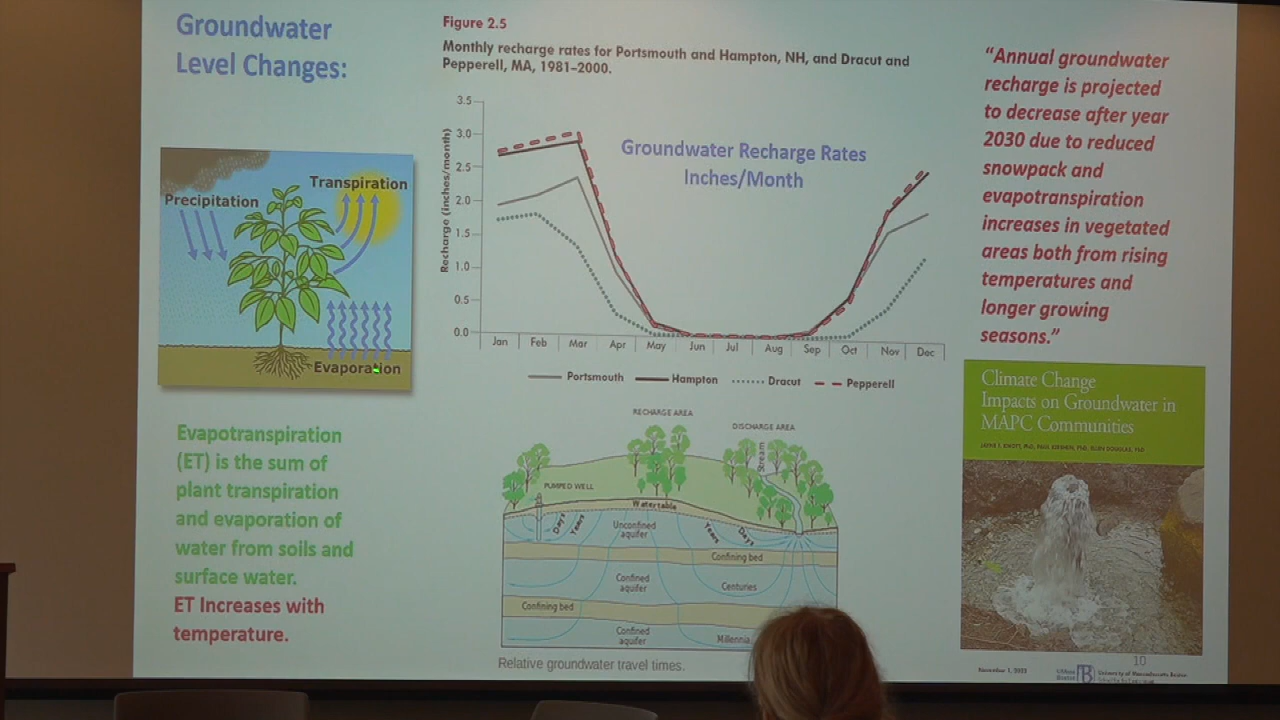 Groundwater
Level Changes:
Precipitation
Transpiration
Evaporation
Evapotranspiration
(ET) is the sum of
plant transpiration
and evaporation of
water from soils and
surface water.
ET Increases with
temperature.
Figure 2.5
Monthly recharge rates for Portsmouth and Hampton, NH, and Dracut and
Pepperell, MA, 1981–2000.
Groundwater Recharge Rates
Inches/Month
Recharge (inches/month)
3.5
3.0
2.5
2.0
1.5
1.0
0.5
0.0
Jan Feb Mar Apr May Jun Jul Aug Sep Oct Nov Dec
Portsmouth Hampton Dracut Pepperell
RECHARGE AREA
DISCHARGE AREA
Stream
PUMPED WELL
Watertable
Days
Years
Unconfined
aquifer
Years
Days
Confining bed
Confined
aquifer
Centuries
Confining bed
Confined
aquifer
Millennia
Relative groundwater travel times.
“Annual groundwater
recharge is projected
to decrease after year
2030 due to reduced
snowpack and
evapotranspiration
increases in vegetated
areas both from rising
temperatures and
longer growing
seasons.”
Climate Change
Impacts on Groundwater in
MAPC Communities
JAYNE F. KNOTT, PhD, PAUL KIRSHEN, PhD, ELLEN DOUGLAS, PhD
10
November 1, 2023
University of Massachusetts Boston